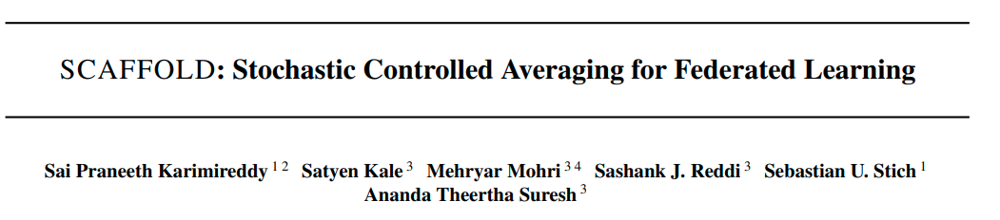 SCAFFOLD: Stochastic Controlled Averaging for Federated Learning
Sai Praneeth Karimireddy 1 2 Satyen Kale 3 Mehryar Mohri 3 4 Sashank J. Reddi 3 Sebastian U. Stich 1
Ananda Theertha Suresh 3